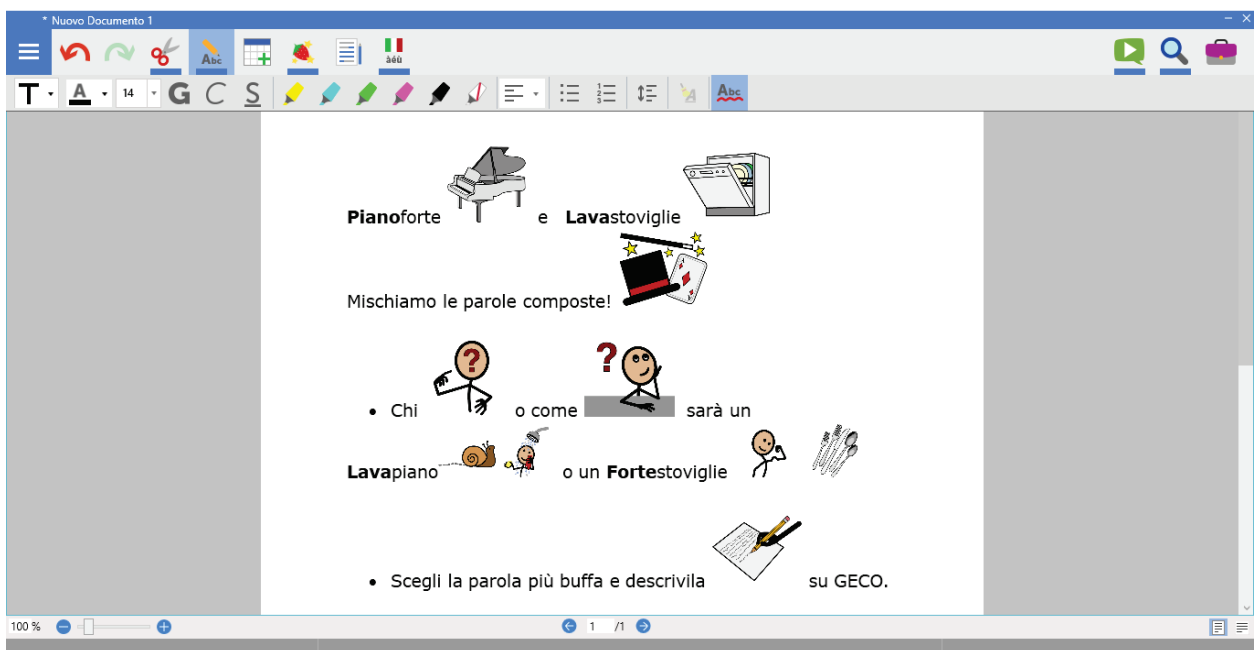 * Nuovo Documento 1
Abc
àéù
T A 14 G C S Abc
Pianoforte e Lavastoviglie
Mischiamo le parole composte!
• Chi o come sarà un
Lavapiano o un Fortestoviglie
• Scegli la parola più buffa e descrivila su GECO.
100 % 1 /1